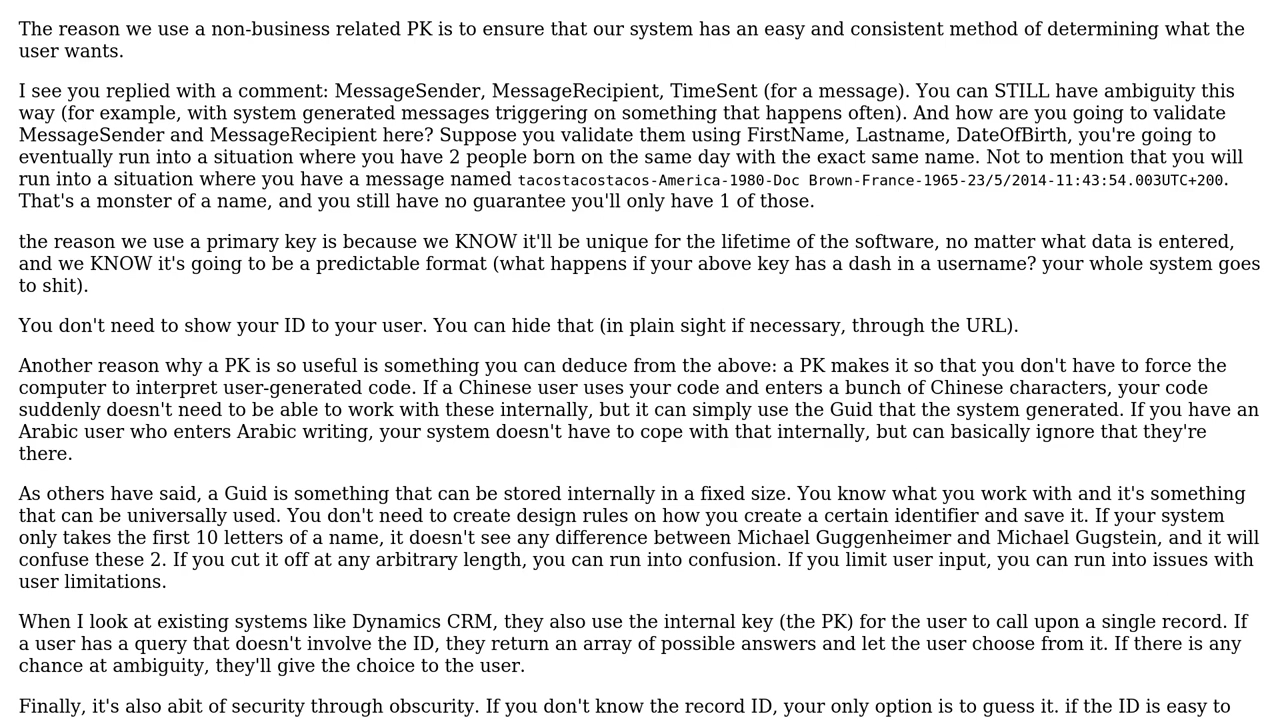 The reason we use a non-business related PK is to ensure that our system has an easy and consistent method of determining what the
user wants.
I see you replied with a comment: MessageSender, MessageRecipient, TimeSent (for a message). You can STILL have ambiguity this
way (for example, with system generated messages triggering on something that happens often). And how are you going to validate
MessageSender and MessageRecipient here? Suppose you validate them using FirstName, Lastname, DateOfBirth, you're going to
eventually run into a situation where you have 2 people born on the same day with the exact same name. Not to mention that you will
run into a situation where you have a message named tacostacostacos-America-1980-Doc Brown-France-1965-23/5/2014-11:43:54.003UTC+200.
That's a monster of a name, and you still have no guarantee you'll only have 1 of those.
the reason we use a primary key is because we KNOW it'll be unique for the lifetime of the software, no matter what data is entered,
and we KNOW it's going to be a predictable format (what happens if your above key has a dash in a username? your whole system goes
to shit).
You don't need to show your ID to your user. You can hide that (in plain sight if necessary, through the URL).
Another reason why a PK is so useful is something you can deduce from the above: a PK makes it so that you don't have to force the
computer to interpret user-generated code. If a Chinese user uses your code and enters a bunch of Chinese characters, your code
suddenly doesn't need to be able to work with these internally, but it can simply use the Guid that the system generated. If you have an
Arabic user who enters Arabic writing, your system doesn't have to cope with that internally, but can basically ignore that they're
there.
As others have said, a Guid is something that can be stored internally in a fixed size. You know what you work with and it's something
that can be universally used. You don't need to create design rules on how you create a certain identifier and save it. If your system
only takes the first 10 letters of a name, it doesn't see any difference between Michael Guggenheimer and Michael Gugstein, and it will
confuse these 2. If you cut it off at any arbitrary length, you can run into confusion. If you limit user input, you can run into issues with
user limitations.
When I look at existing systems like Dynamics CRM, they also use the internal key (the PK) for the user to call upon a single record. If
a user has a query that doesn't involve the ID, they return an array of possible answers and let the user choose from it. If there is any
chance at ambiguity, they'll give the choice to the user.
Finally, it's also abit of security through obscurity. If you don't know the record ID, your only option is to guess it. if the ID is easy to